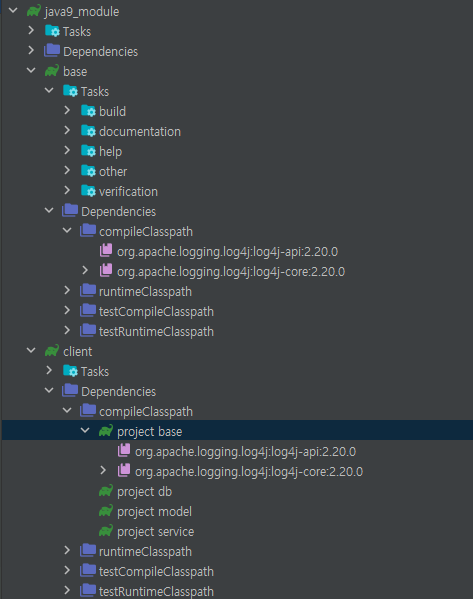 java9_module
Tasks
Dependencies
base
Tasks
build
documentation
help
other
verification
Dependencies
compileClasspath
org.apache.logging.log4j:log4j-api:2.20.0
org.apache.logging.log4j:log4j-core:2.20.0
runtimeClasspath
testCompileClasspath
testRuntimeClasspath
client
Tasks
Dependencies
compileClasspath
project base
org.apache.logging.log4j:log4j-api:2.20.0
org.apache.logging.log4j:log4j-core:2.20.0
project db
project model
project service
runtimeClasspath
testCompileClasspath
testRuntimeClasspath